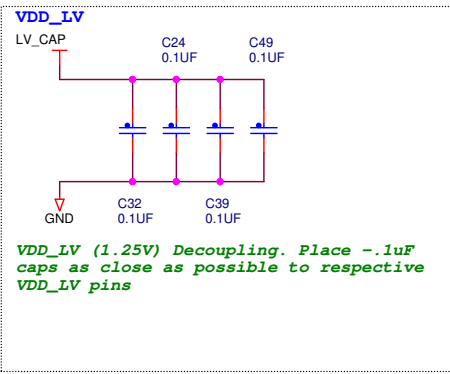 VDD_LV
LV_CAP
C24
0.1UF
C49
0.1UF
C32
0.1UF
C39
0.1UF
GND
VDD_LV (1.25V) Decoupling. Place -.1uF
caps as close as possible to respective
VDD_LV pins